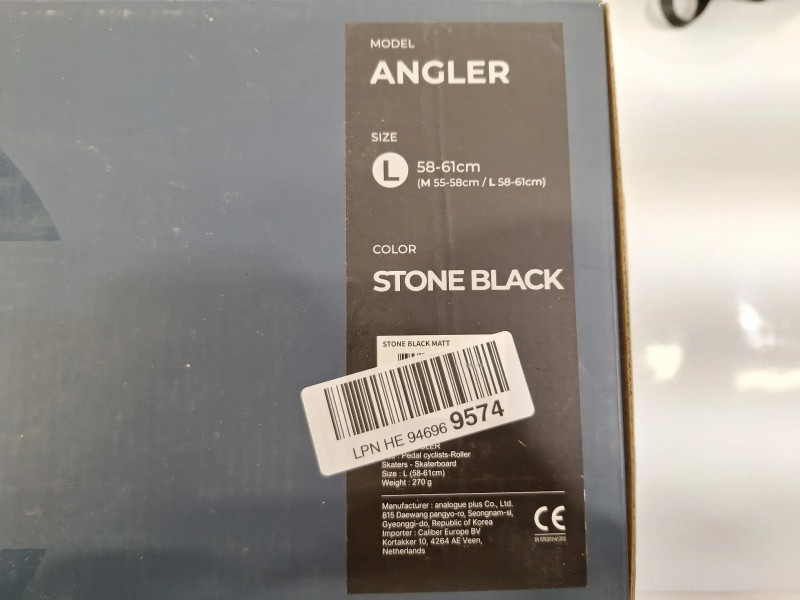 MODEL
ANGLER
SIZE
L 58-61cm
(M 55-58cm / L 58-61cm)
COLOR
STONE BLACK
STONE BLACK MATT
LPN HE 94696 9574
Pedal cyclists-Roller
Skaters - Skaterboard
Size : L (58-61cm)
Weight : 270 g
Manufacturer : analogue plus Co., Ltd.
815 Daewang pangyo-ro, Seongnam-si,
Gyeonggi-do, Republic of Korea
Importer : Caliber Europe BV
Kortakker 10, 4264 AE Veen,
Netherlands
CE